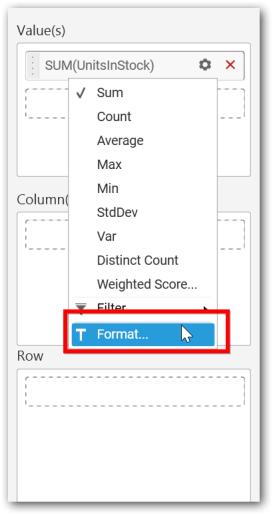 Value(s)
SUM(UnitsInStock)
Sum
Count
Average
Max
Min
StdDev
Var
Column(
Distinct Count
Weighted Score...
Filter
Format...
Row